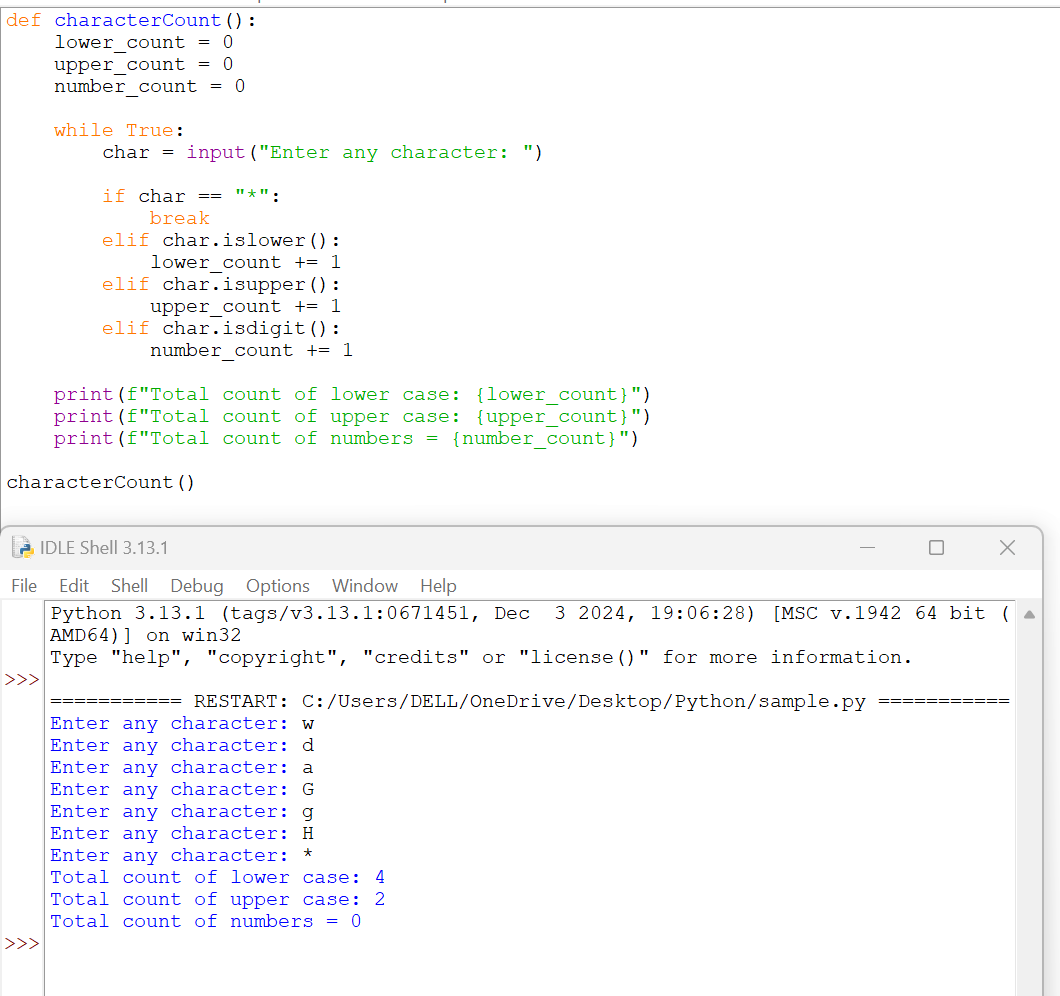 def characterCount():
    lower_count = 0
    upper_count = 0
    number_count = 0
    while True:
        char = input("Enter any character: ")
        if char == "*":
            break
        elif char.islower():
            lower_count += 1
        elif char.isupper():
            upper_count += 1
        elif char.isdigit():
            number_count += 1
    print(f"Total count of lower case: {lower_count}")
    print(f"Total count of upper case: {upper_count}")
    print(f"Total count of numbers = {number_count}")
characterCount()
IDLE Shell 3.13.1
File Edit Shell Debug Options Window Help
Python 3.13.1 (tags/v3.13.1:0671451, Dec  3 2024, 19:06:28) [MSC v.1942 64 bit (
AMD64)] on win32
Type "help", "copyright", "credits" or "license()" for more information.
>>>
=========== RESTART: C:/Users/DELL/OneDrive/Desktop/Python/sample.py ===========
Enter any character: w
Enter any character: d
Enter any character: a
Enter any character: G
Enter any character: g
Enter any character: H
Enter any character: *
Total count of lower case: 4
Total count of upper case: 2
Total count of numbers = 0
>>>